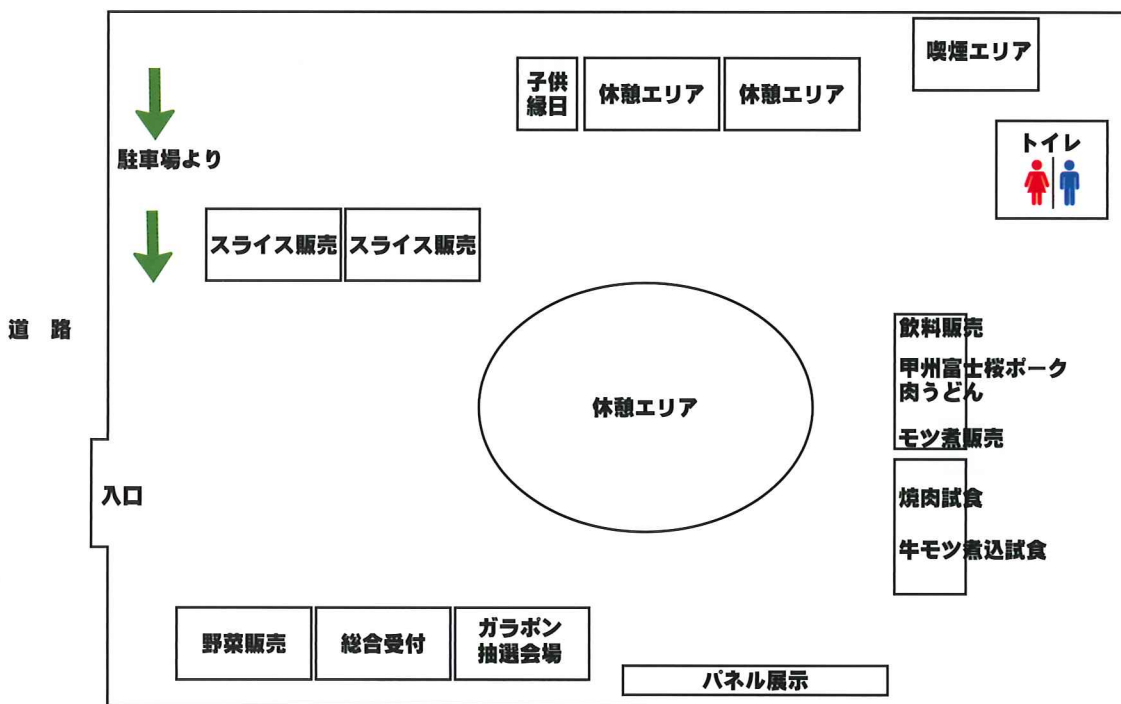 喫煙エリア
子供
縁日
休憩エリア
休憩エリア
トイレ
駐車場より
スライス販売
スライス販売
道 路
飲料販売
甲州富士桜ポーク
肉うどん
モツ煮販売
休憩エリア
入口
焼肉試食
牛モツ煮込試食
野菜販売
総合受付
ガラポン
抽選会場
パネル展示